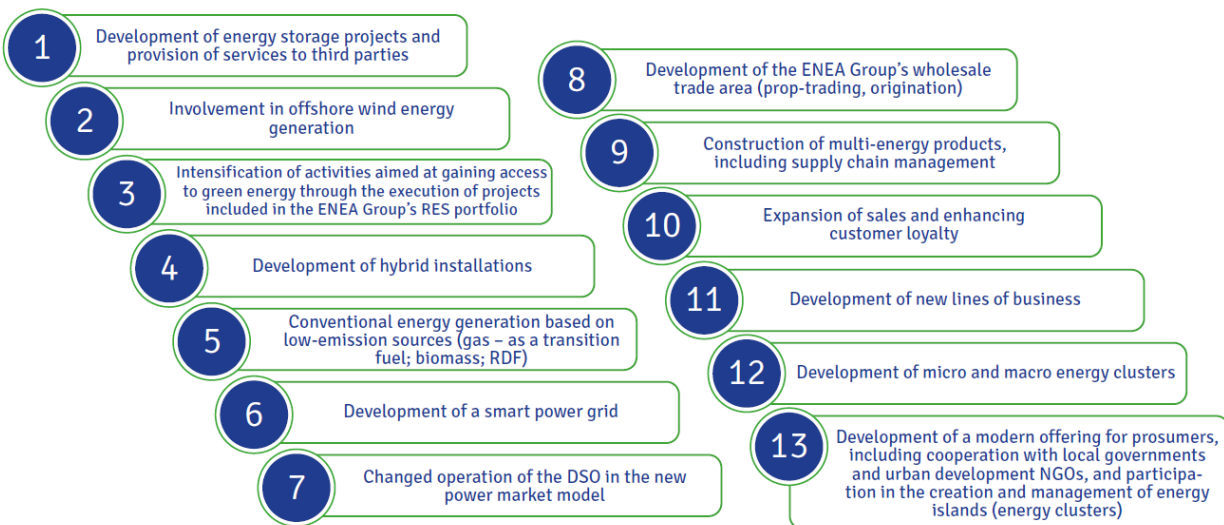 1
Development of energy storage projects and
provision of services to third parties
2
Involvement in offshore wind energy
generation
3
Intensification of activities aimed at gaining access
to green energy through the execution of projects
included in the ENEA Group's RES portfolio
4
Development of hybrid installations
5
Conventional energy generation based on
low-emission sources (gas – as a transition
fuel; biomass; RDF)
6
Development of a smart power grid
7
Changed operation of the DSO in the new
power market model
8
Development of the ENEA Group's wholesale
trade area (prop-trading, origination)
9
Construction of multi-energy products,
including supply chain management
10
Expansion of sales and enhancing
customer loyalty
11
Development of new lines of business
12
Development of micro and macro energy clusters
13
Development of a modern offering for prosumers,
including cooperation with local governments
and urban development NGOs, and participa-
tion in the creation and management of energy
islands (energy clusters)